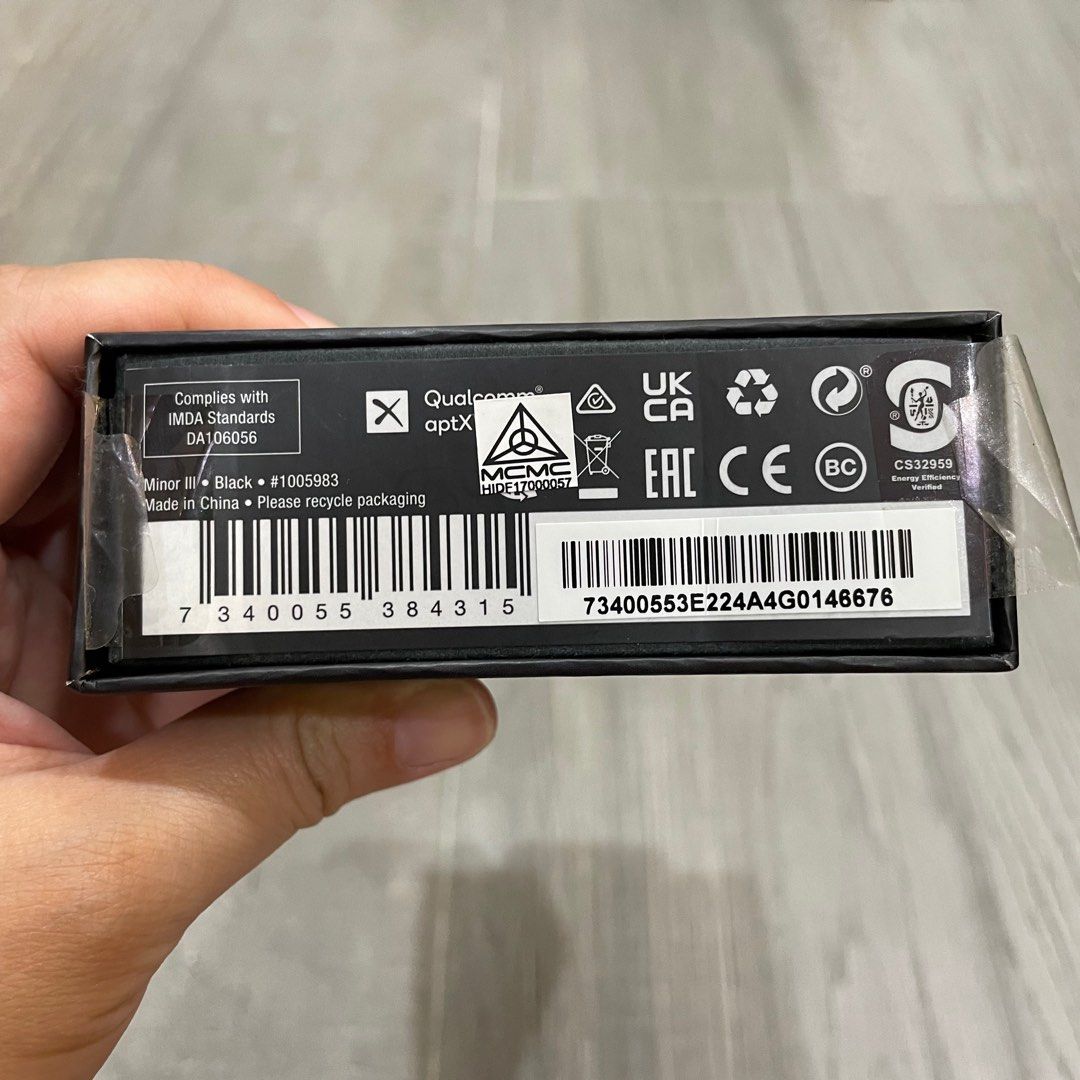 Complies with
IMDA Standards
DA106056
Qualcomm®
aptX
MCMC
HIDF17000057
UK
CA
®
EAC
CE
BC
S
®
CS32959
Energy Efficiency
Verified
Minor III • Black • #1005983
Made in China • Please recycle packaging
7 340055 384315
73400553E224A4G0146676